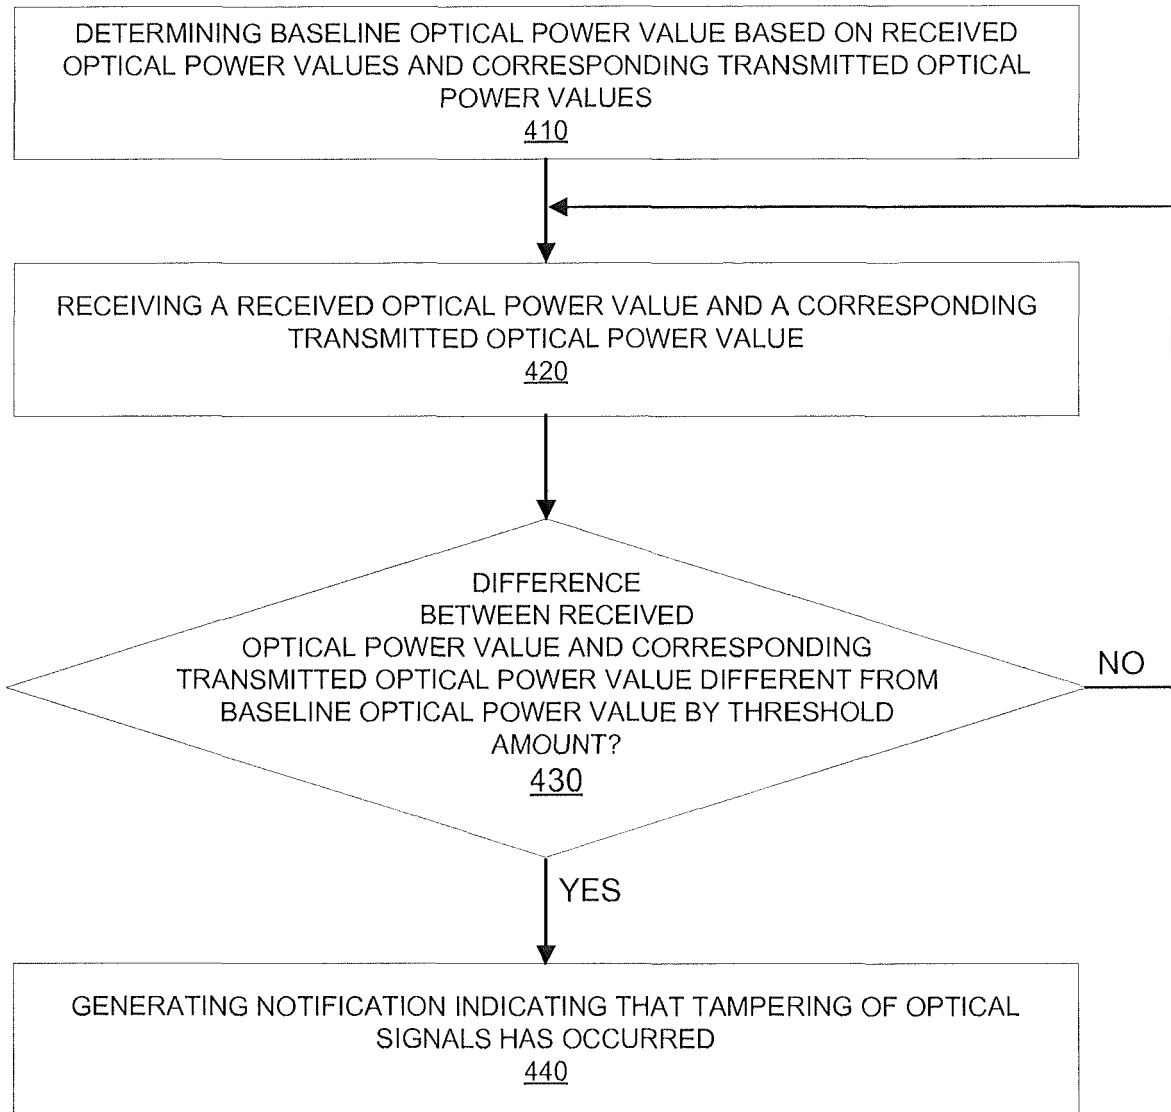 DETERMINING BASELINE OPTICAL POWER VALUE BASED ON RECEIVED
OPTICAL POWER VALUES AND CORRESPONDING TRANSMITTED OPTICAL
POWER VALUES
410
RECEIVING A RECEIVED OPTICAL POWER VALUE AND A CORRESPONDING
TRANSMITTED OPTICAL POWER VALUE
420
DIFFERENCE
BETWEEN RECEIVED
OPTICAL POWER VALUE AND CORRESPONDING
TRANSMITTED OPTICAL POWER VALUE DIFFERENT FROM
BASELINE OPTICAL POWER VALUE BY THRESHOLD
AMOUNT?
430
NO
YES
GENERATING NOTIFICATION INDICATING THAT TAMPERING OF OPTICAL
SIGNALS HAS OCCURRED
440